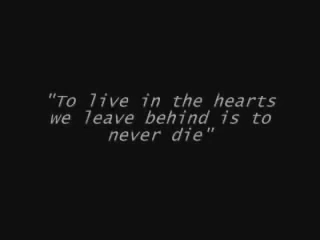 "To live in the hearts
we leave behind is to
never die"